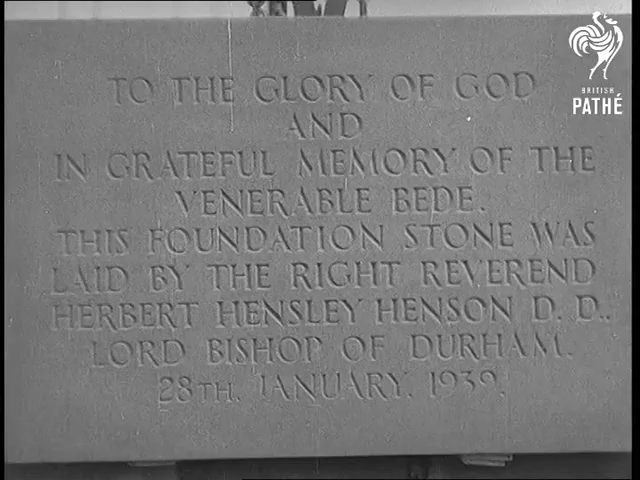 BRITISH
PATHÉ
TO THE GLORY OF GOD
AND
IN GRATEFUL MEMORY OF THE
VENERABLE BEDE.
THIS FOUNDATION STONE WAS
LAID BY THE RIGHT REVEREND
HERBERT HENSLEY HENSON D. D.,
LORD BISHOP OF DURHAM.
28TH. JANUARY. 1939.